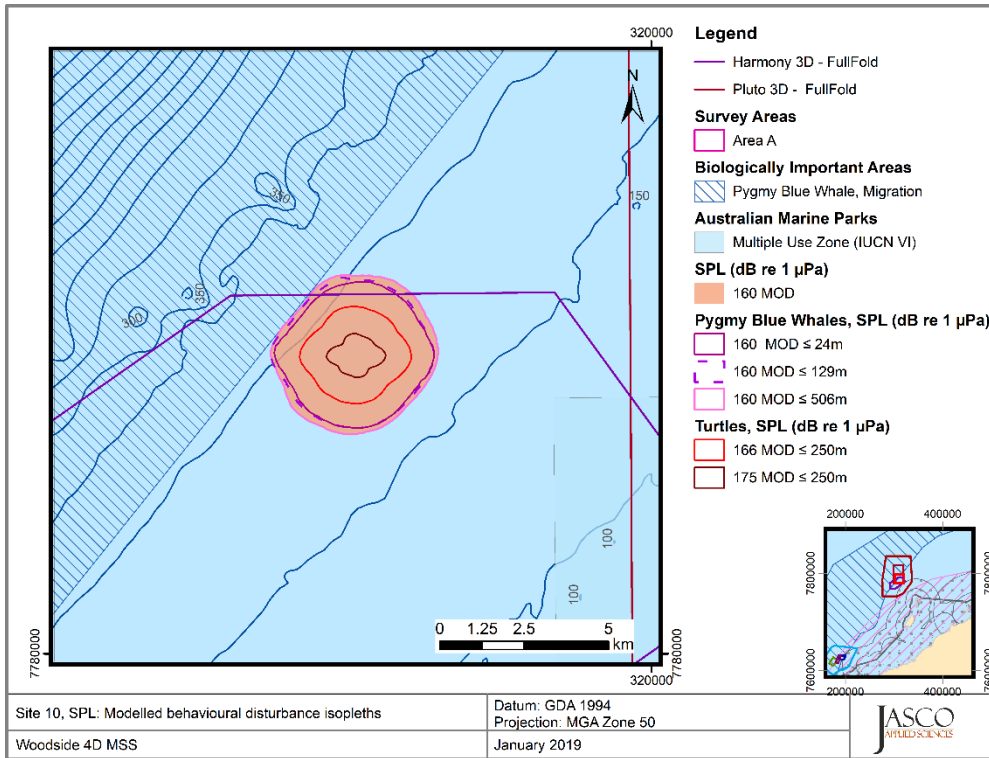 320000
N
350
150
350
300
100
100
0 1.25 2.5 5
km
7780000
7780000
320000
Legend
Harmony 3D - FullFold
Pluto 3D - FullFold
Survey Areas
Area A
Biologically Important Areas
Pygmy Blue Whale, Migration
Australian Marine Parks
Multiple Use Zone (IUCN VI)
SPL (dB re 1 µPa)
160 MOD
Pygmy Blue Whales, SPL (dB re 1 µPa)
160 MOD ≤ 24m
160 MOD ≤ 129m
160 MOD ≤ 506m
Turtles, SPL (dB re 1 µPa)
166 MOD ≤ 250m
175 MOD ≤ 250m
200000 400000
7800000
7600000
200000 400000
Site 10, SPL: Modelled behavioural disturbance isopleths
Datum: GDA 1994
Projection: MGA Zone 50
Woodside 4D MSS
January 2019
JASCO
APPLIED SCIENCES